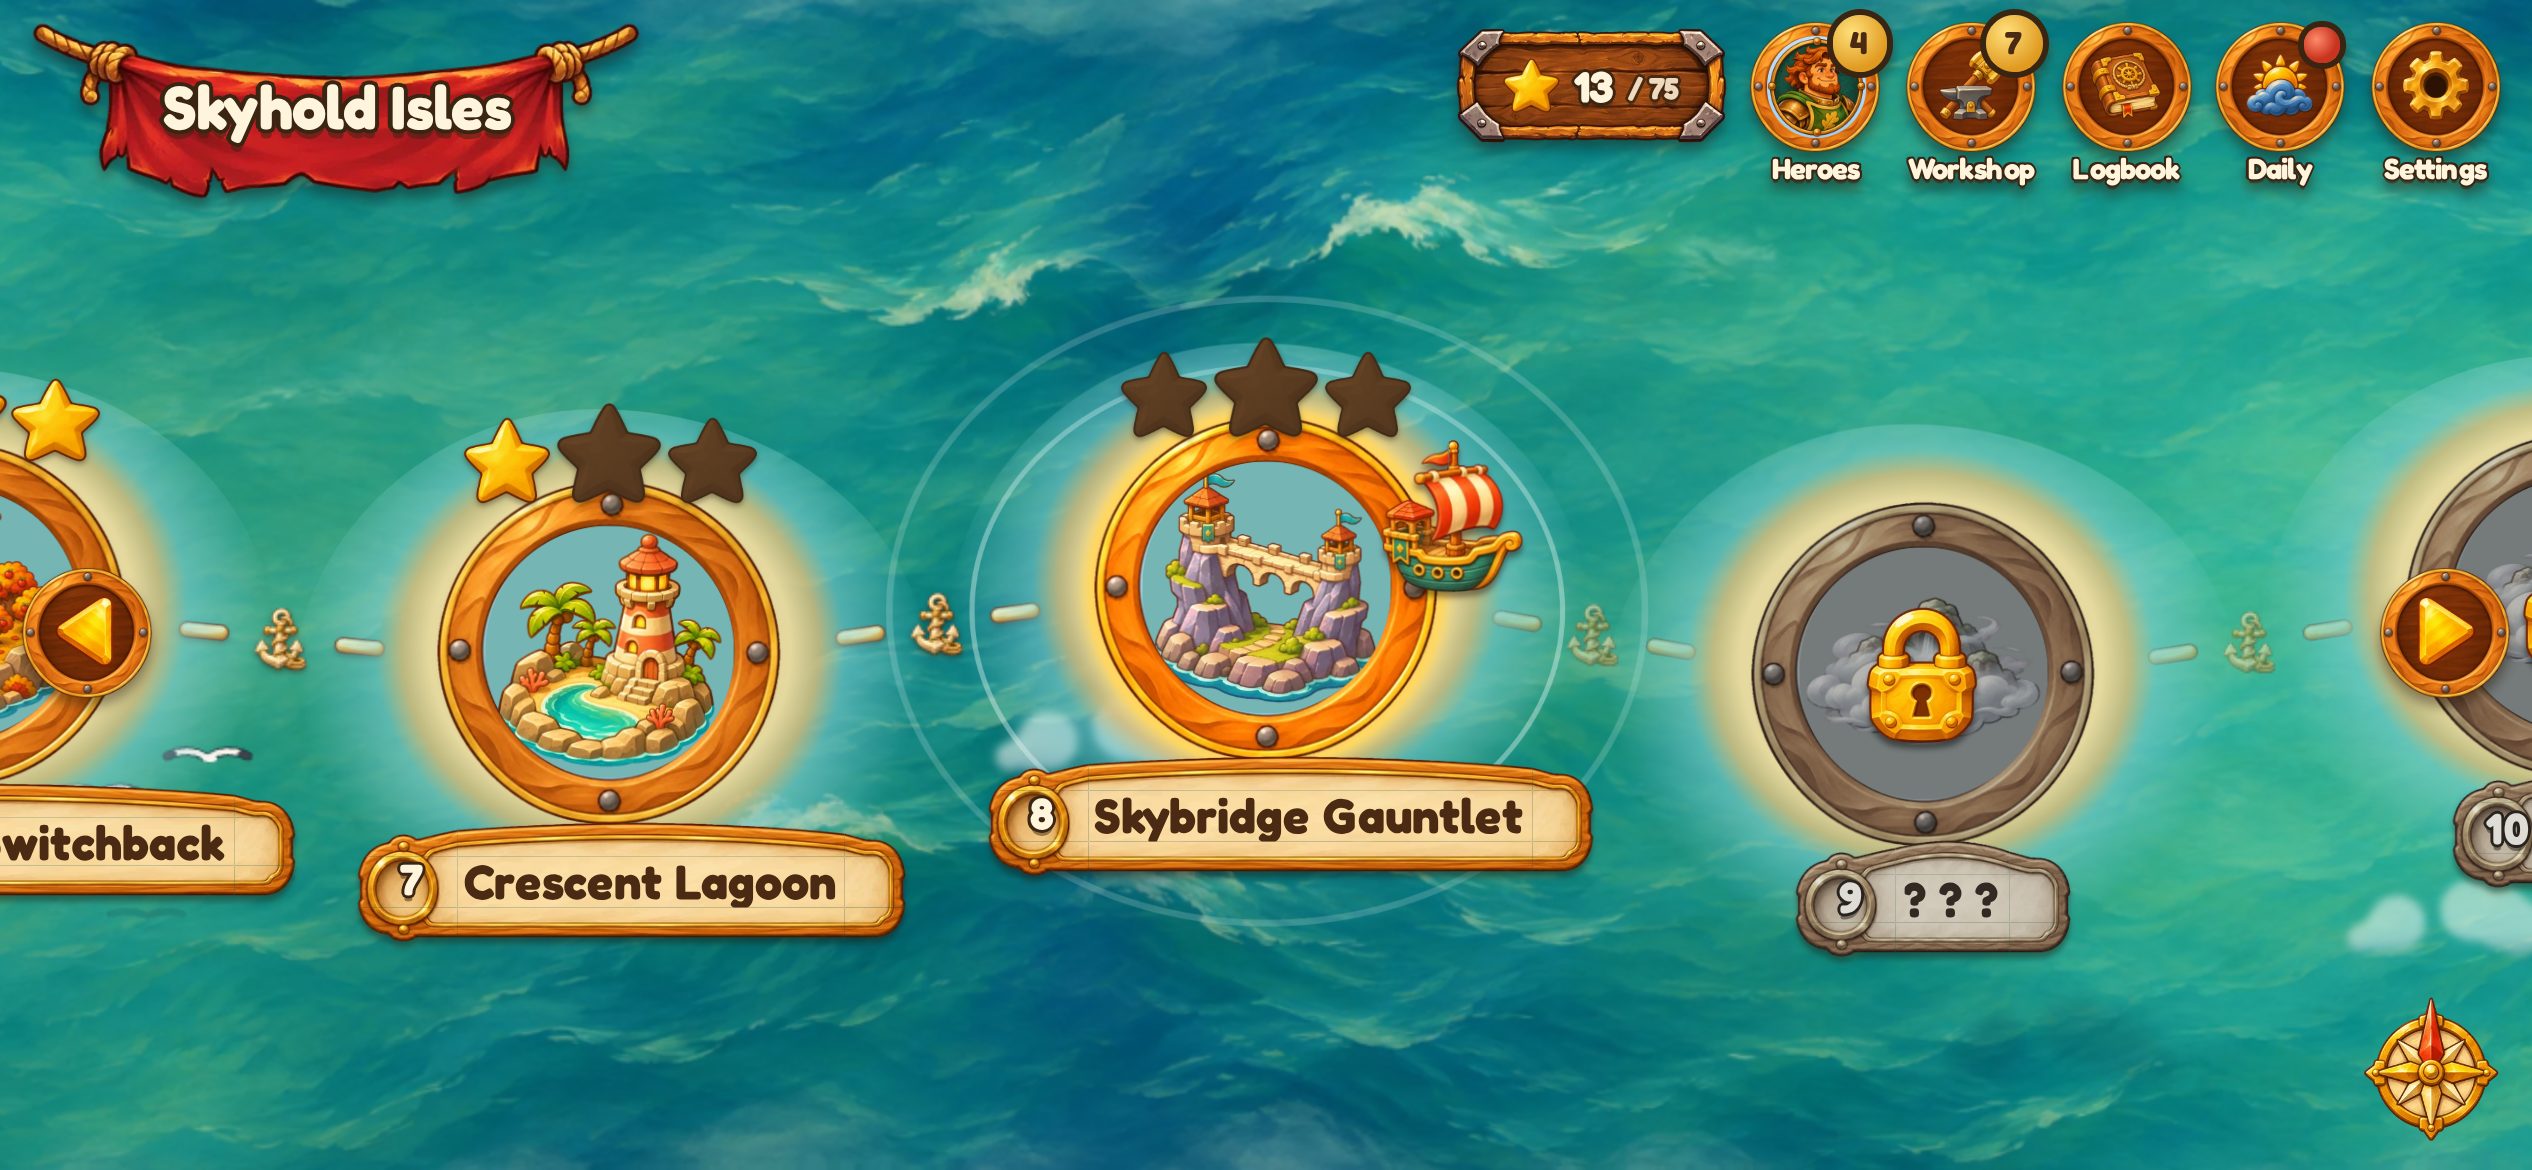 Skyhold Isles
13 / 75
4
7
Heroes
Workshop
Logbook
Daily
Settings
7
Crescent Lagoon
8
Skybridge Gauntlet
9
? ? ?
10